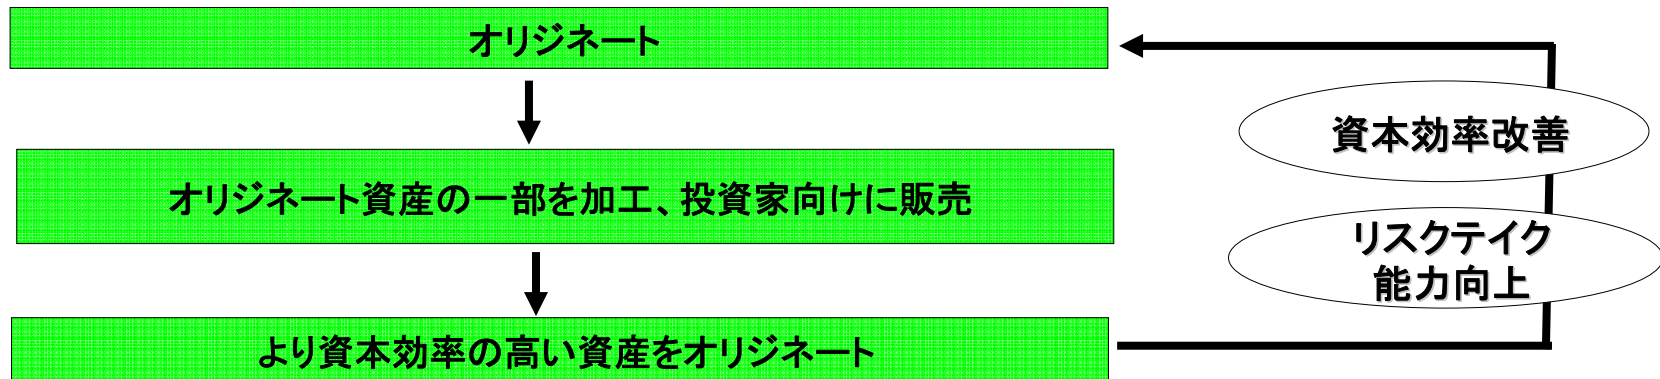 オリジネート
資本効率改善
オリジネート資産の一部を加工、投資家向けに販売
リスクテイク
能力向上
より資本効率の高い資産をオリジネート